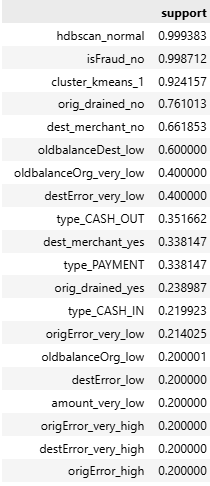 support
hdbscan_normal 0.999383
isFraud_no 0.998712
cluster_kmeans_1 0.924157
orig_drained_no 0.761013
dest_merchant_no 0.661853
oldbalanceDest_low 0.600000
oldbalanceOrg_very_low 0.400000
destError_very_low 0.400000
type_CASH_OUT 0.351662
dest_merchant_yes 0.338147
type_PAYMENT 0.338147
orig_drained_yes 0.238987
type_CASH_IN 0.219923
origError_very_low 0.214025
oldbalanceOrg_low 0.200001
destError_low 0.200000
amount_very_low 0.200000
origError_very_high 0.200000
destError_very_high 0.200000
origError_high 0.200000